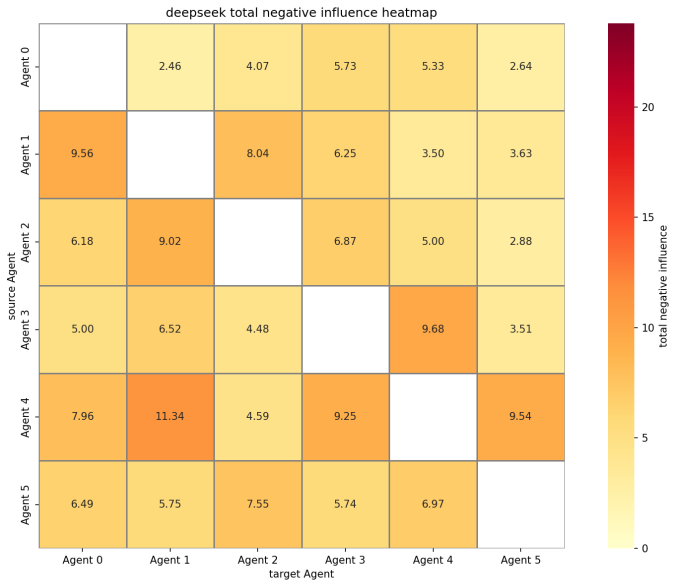 deepseek total negative influence heatmap
Agent 0
2.46 4.07 5.73 5.33 2.64
Agent 1
9.56 8.04 6.25 3.50 3.63
Agent 2
6.18 9.02 6.87 5.00 2.88
Agent 3
5.00 6.52 4.48 9.68 3.51
Agent 4
7.96 11.34 4.59 9.25 9.54
Agent 5
6.49 5.75 7.55 5.74 6.97
source Agent
Agent 0 Agent 1 Agent 2 Agent 3 Agent 4 Agent 5
target Agent
20
15
10
5
0
total negative influence